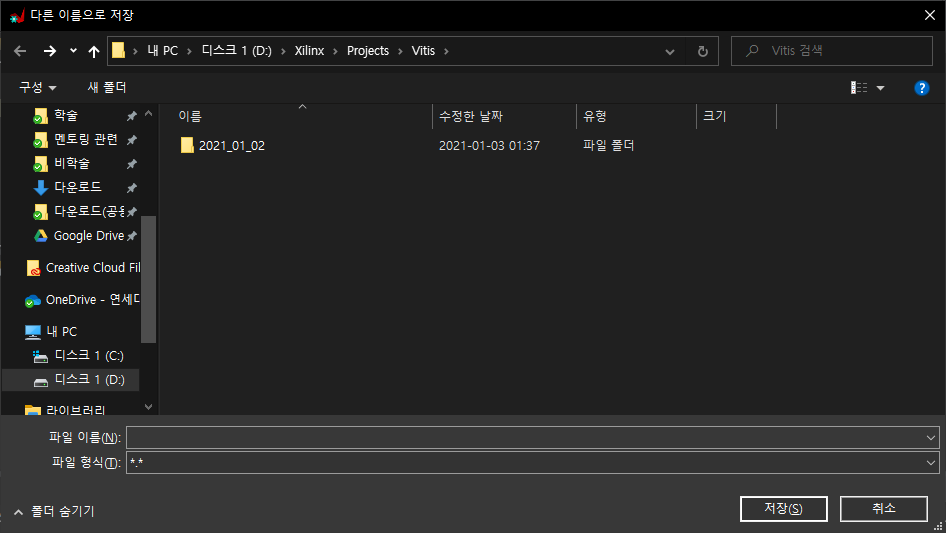 다른 이름으로 저장
내 PC > 디스크 1 (D:) > Xilinx > Projects > Vitis >
Vitis 검색
구성
새 폴더
학술
멘토링 관련
비학술
다운로드
다운로드(공용
Google Drive
Creative Cloud Fil
OneDrive - 연세다
내 PC
디스크 1 (C:)
디스크 1 (D:)
라이브러리
이름 수정한 날짜 유형 크기
2021_01_02 2021-01-03 01:37 파일 폴더
파일 이름(N):
파일 형식(T): *.*
폴더 숨기기
저장(S)
취소